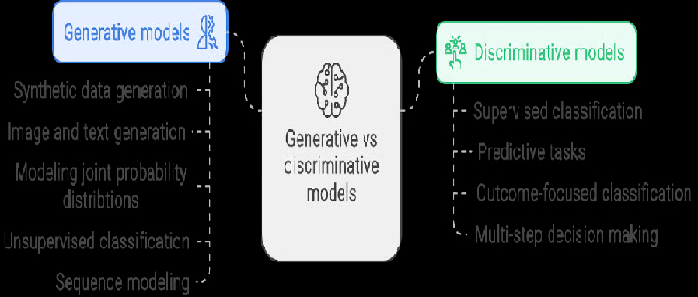 Generative models
Synthetic data generation
Image and text generation
Modeling joint probability
distribtions
Unsupervised classification
Sequence modeling
Generative vs
discriminative
models
Discriminative models
Supervised classification
Predictive tasks
Outcome-focused classification
Multi-step decision making